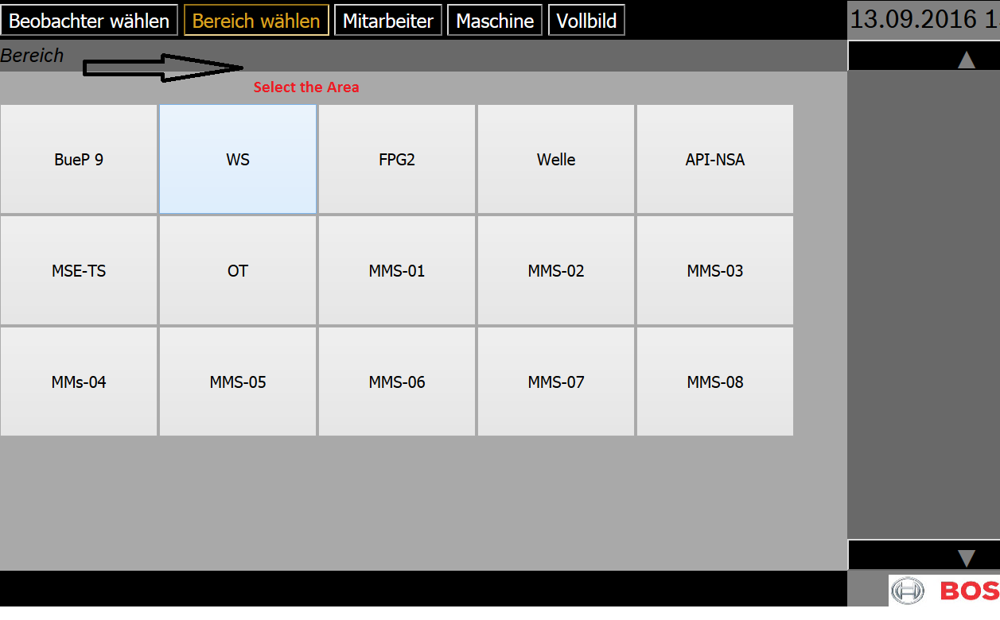 Beobachter wählen Bereich wählen Mitarbeiter Maschine Vollbild 13.09.2016 1
Bereich
Select the Area
BueP 9 WS FPG2 Welle API-NSA
MSE-TS OT MMS-01 MMS-02 MMS-03
MMs-04 MMS-05 MMS-06 MMS-07 MMS-08
BOS